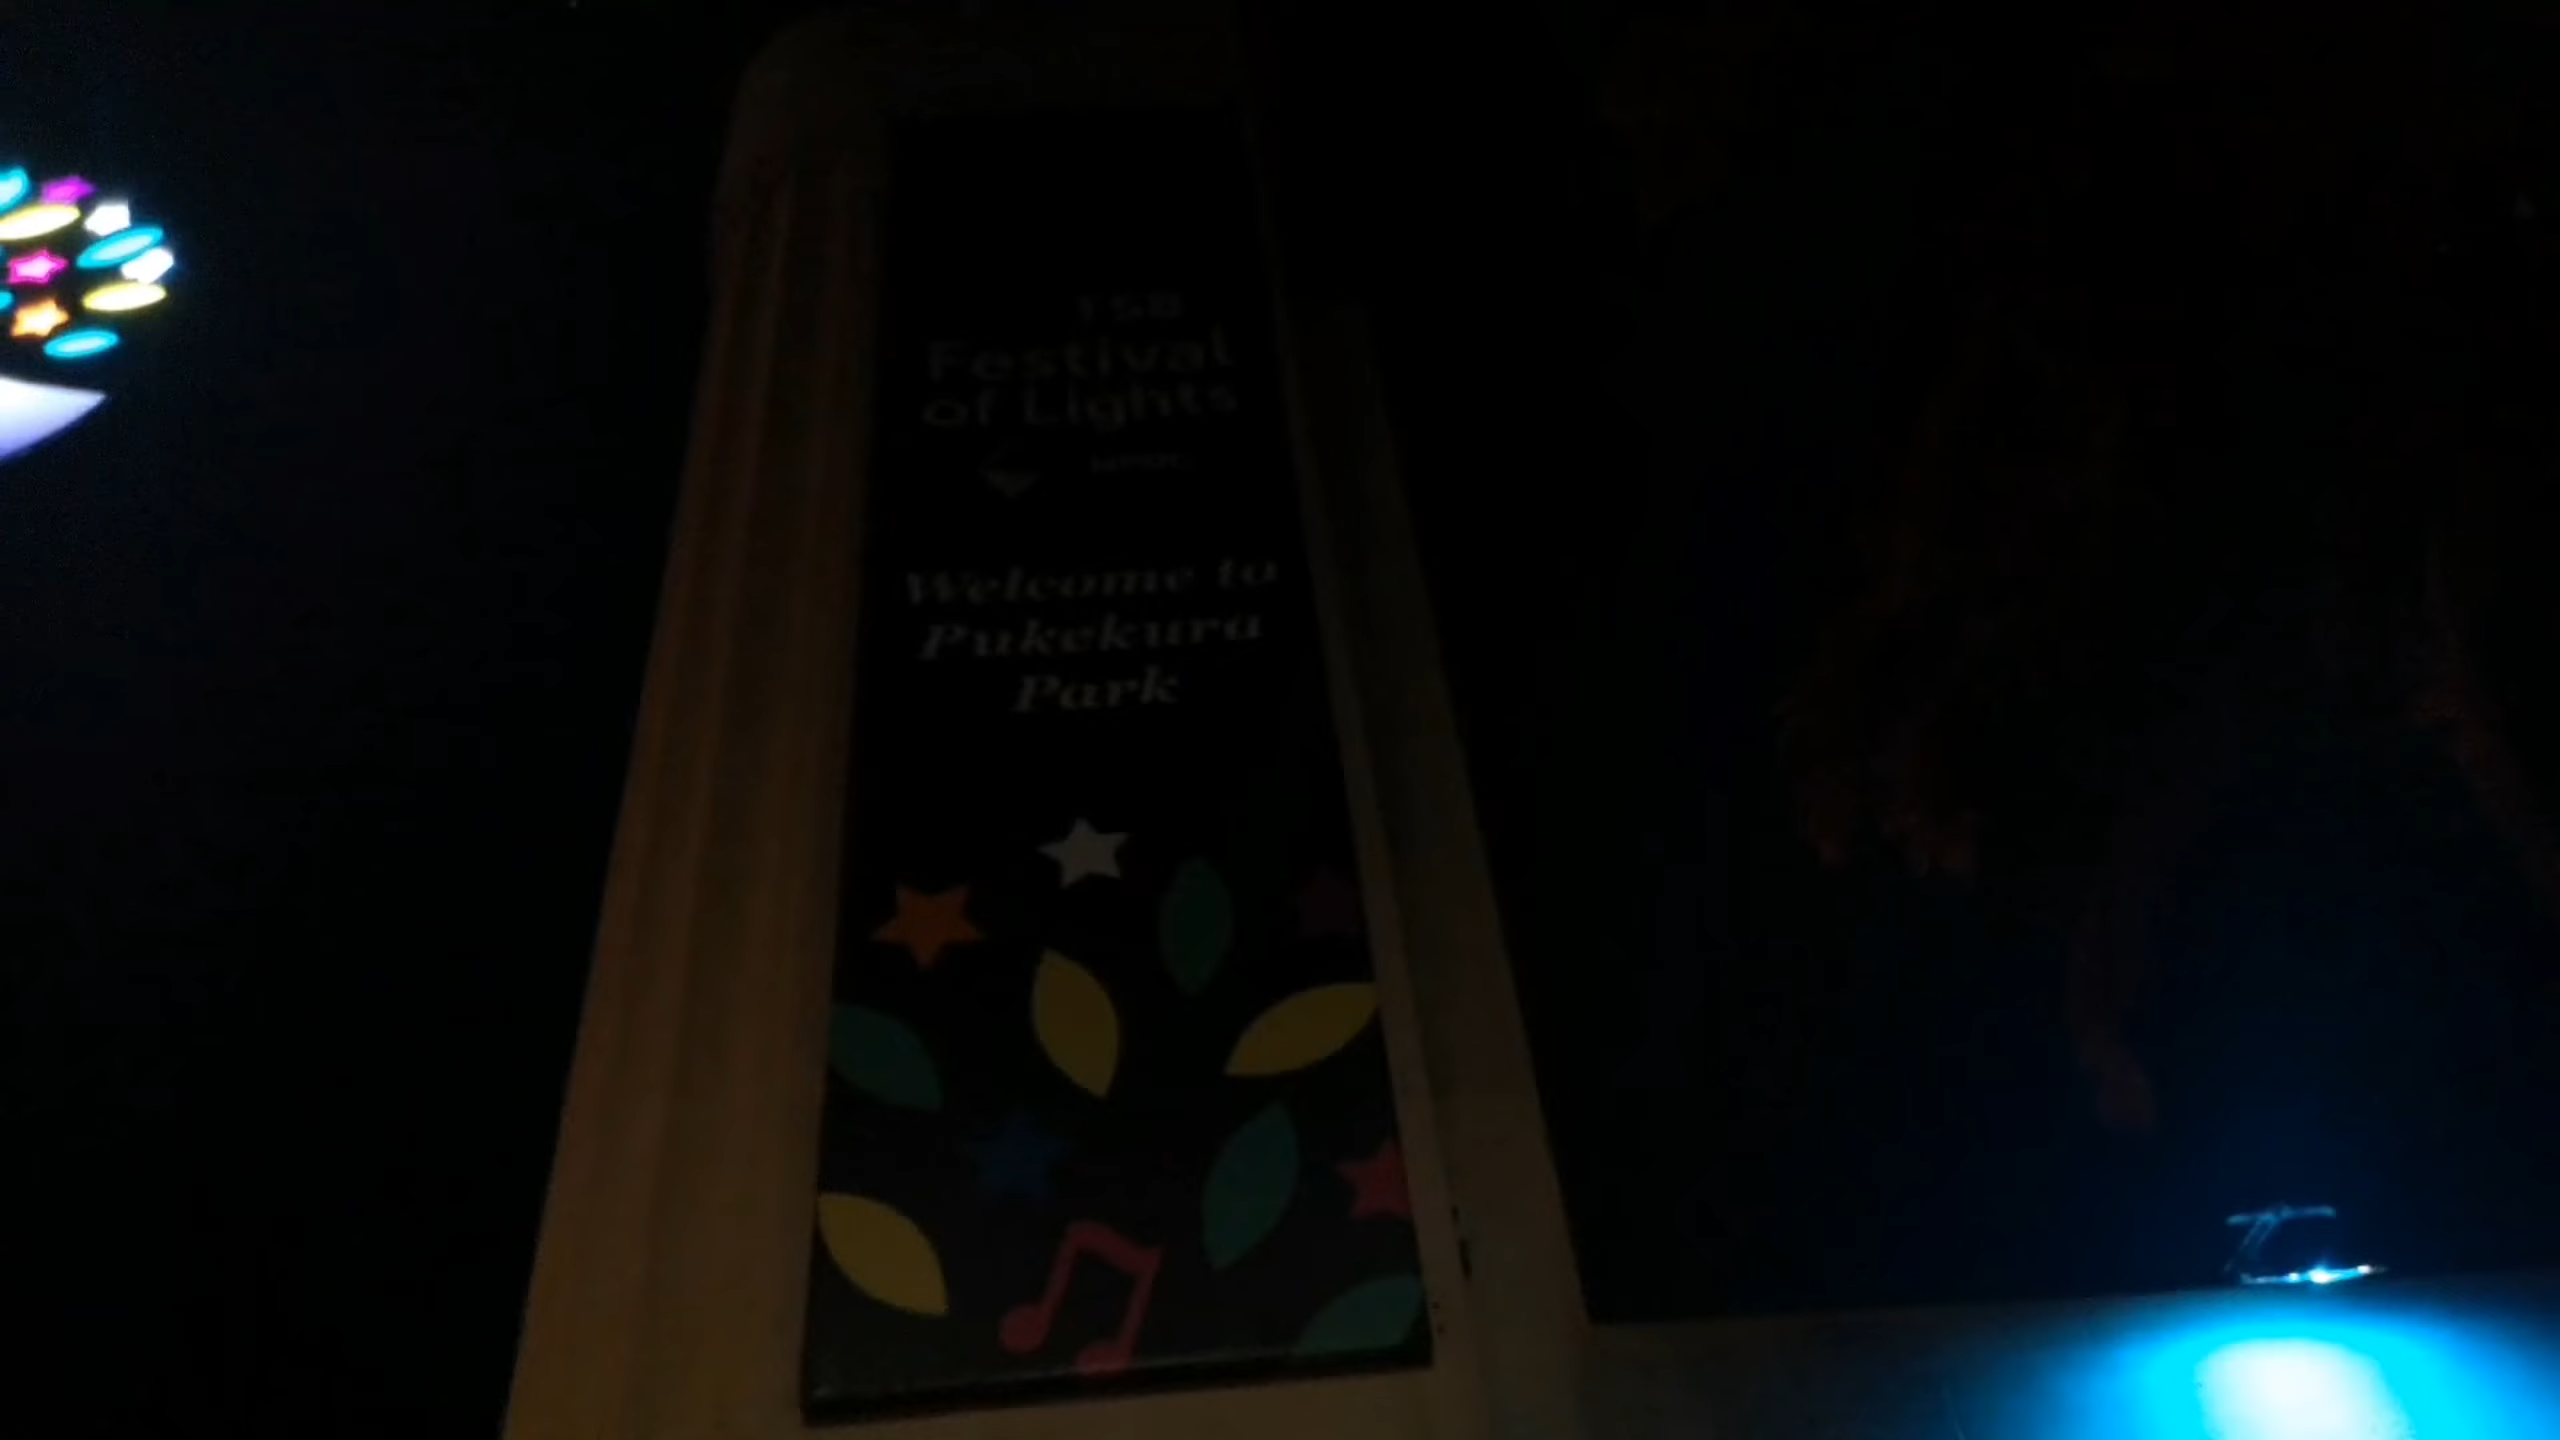 TSB
Festival
of Lights
Welcome to
Pukekura
Park